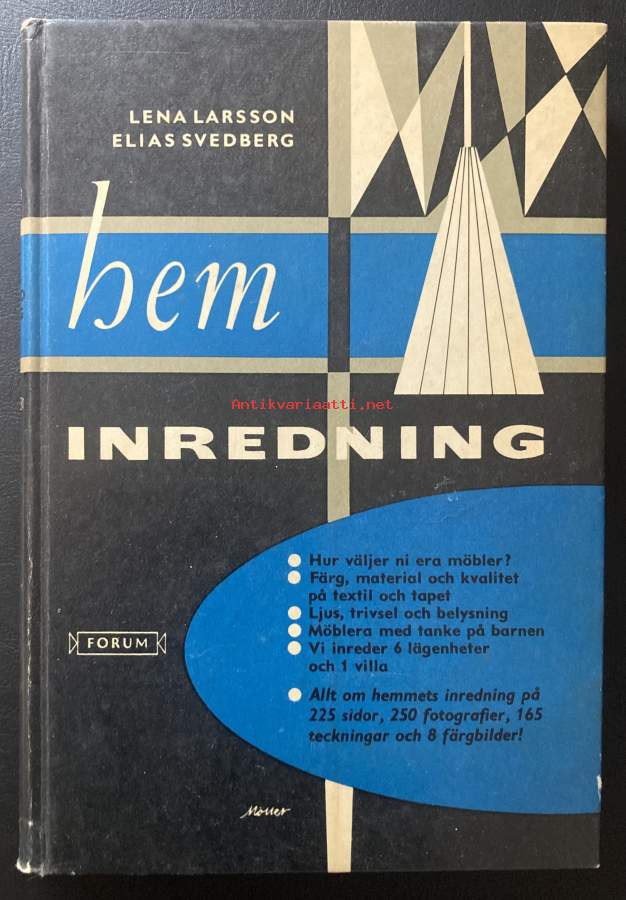 LENA LARSSON
ELIAS SVEDBERG
hem
Antikvariaatti.net
INREDNING
Hur väljer ni era möbler?
Färg, material och kvalitet
på textil och tapet
Ljus, trivsel och belysning
Möblera med tanke på barnen
Vi inreder 6 lägenheter
och 1 villa
FORUM
Allt om hemmets inredning på
225 sidor, 250 fotografier, 165
teckningar och 8 färgbilder!